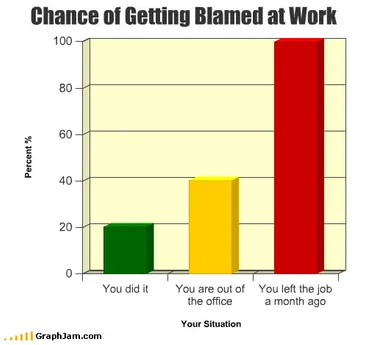 Chance of Getting Blamed at Work
Percent %
100
80
60
40
20
0
You did it
You are out of
the office
You left the job
a month ago
Your Situation
GraphJam.com